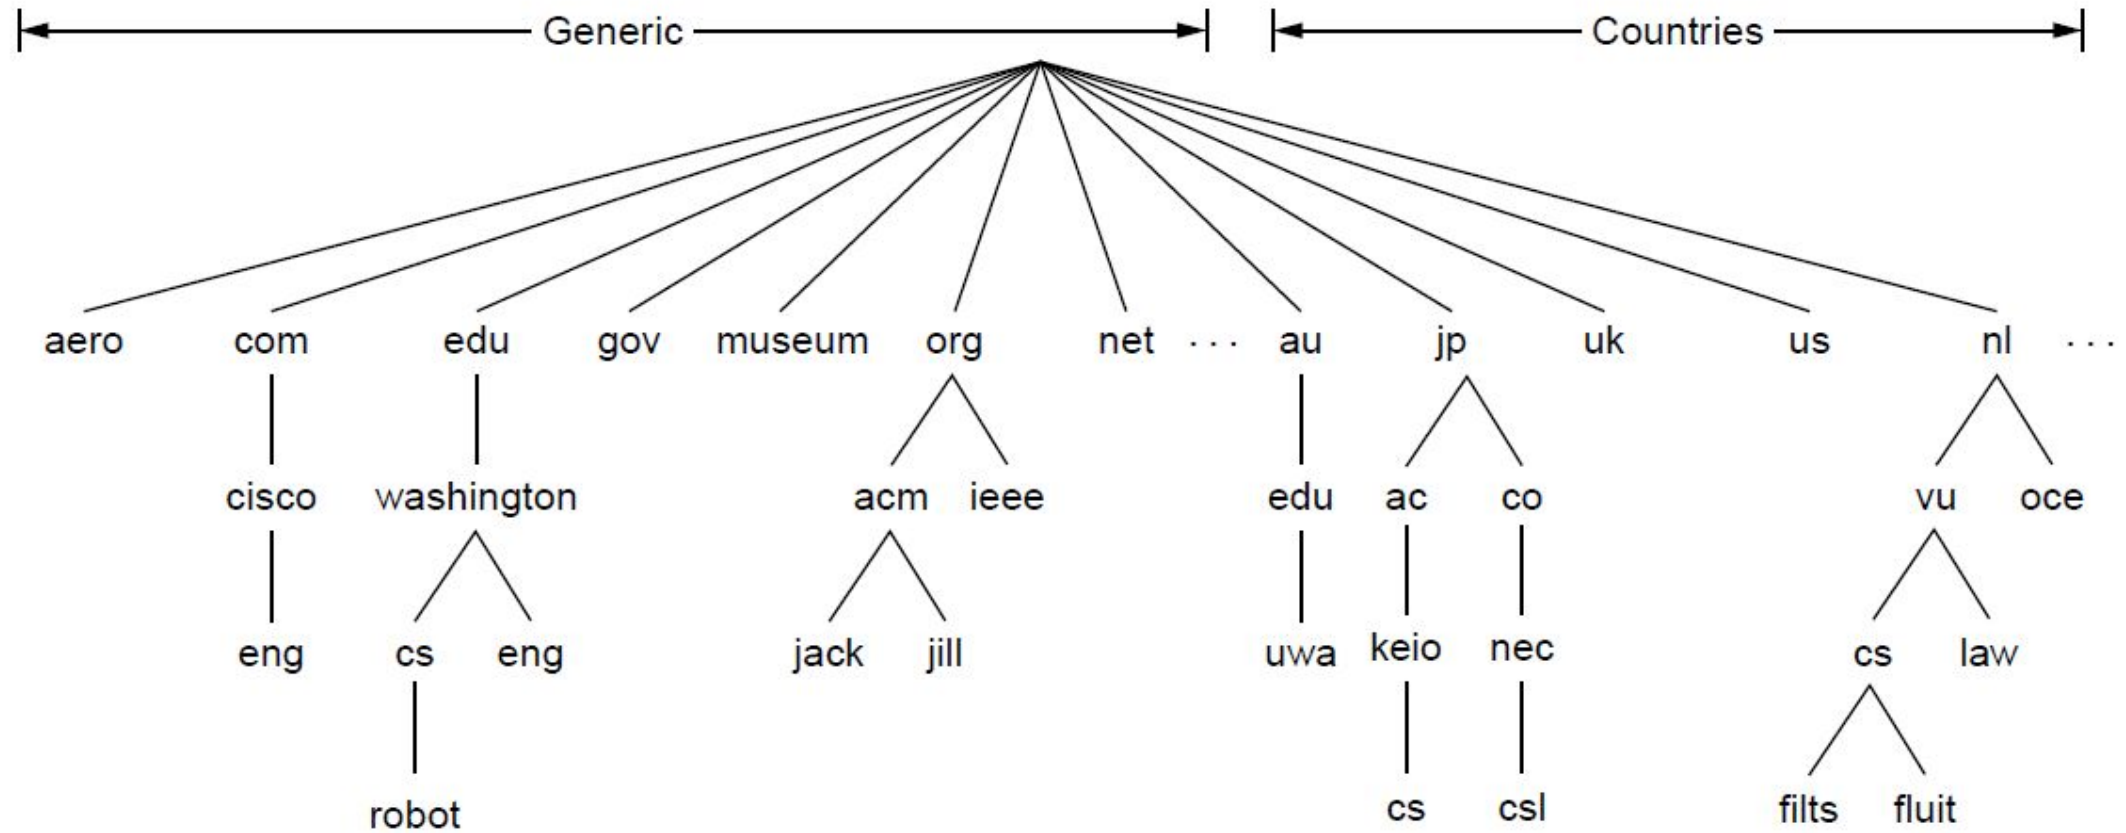 Generic Countries
aero com edu gov museum org net ... au jp uk us nl ...
cisco washington acm ieee edu ac co vu oce
eng cs eng jack jill uwa keio nec cs law
robot cs csl filts fluit